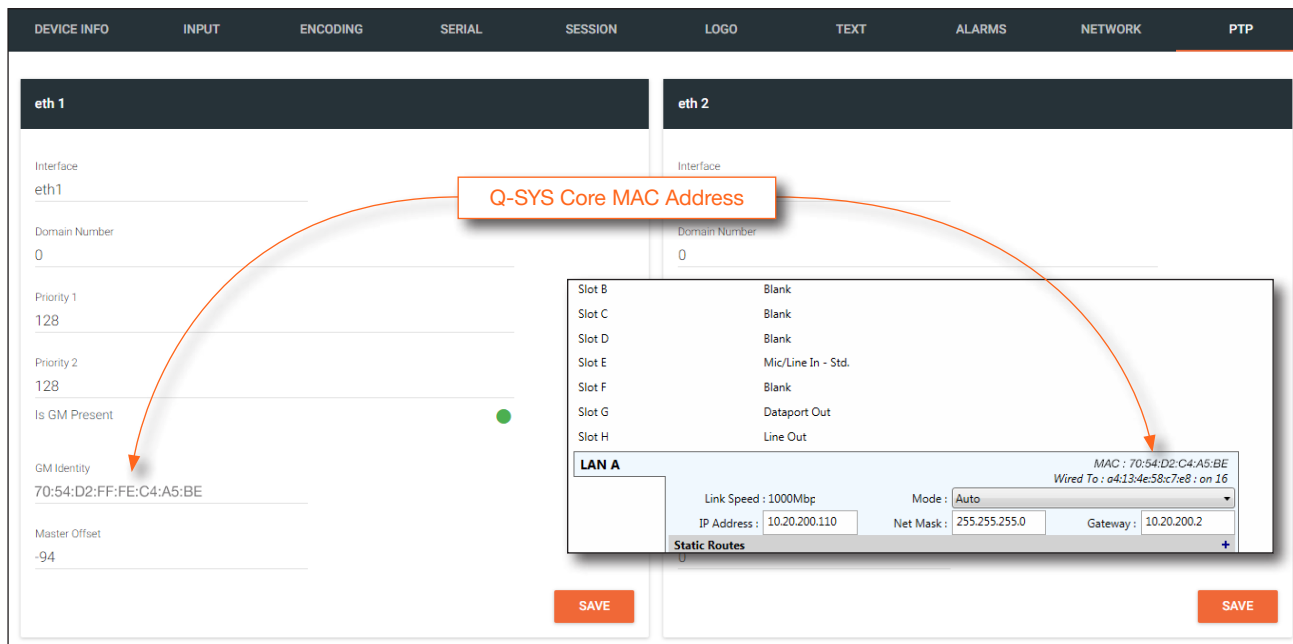 DEVICE INFO INPUT ENCODING SERIAL SESSION LOGO TEXT ALARMS NETWORK PTP
eth 1
Interface
eth1
Domain Number
0
Priority 1
128
Priority 2
128
Is GM Present
GM Identity
70:54:D2:FF:FE:C4:A5:BE
Master Offset
-94
SAVE
Q-SYS Core MAC Address
eth 2
Interface
Domain Number
0
Slot B Blank
Slot C Blank
Slot D Blank
Slot E Mic/Line In - Std.
Slot F Blank
Slot G Dataport Out
Slot H Line Out
LAN A MAC : 70:54:D2:C4:A5:BE
Wired To : a4:13:4e:58:c7:e8 : on 16
Link Speed : 1000Mbp Mode : Auto
IP Address : 10.20.200.110 Net Mask : 255.255.255.0 Gateway : 10.20.200.2
Static Routes +
SAVE